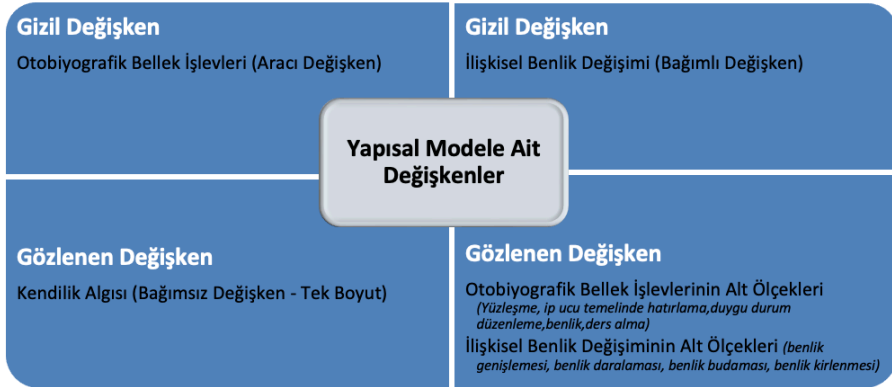 Gizil Değişken
Otobiyografik Bellek İşlevleri (Aracı Değişken)
Gizil Değişken
İlişkisel Benlik Değişimi (Bağımlı Değişken)
Yapısal Modele Ait
Değişkenler
Gözlenen Değişken
Kendilik Algısı (Bağımsız Değişken - Tek Boyut)
Gözlenen Değişken
Otobiyografik Bellek İşlevlerinin Alt Ölçekleri
(Yüzleşme, ip ucu temelinde hatırlama,duygu durum
düzenleme,benlik,ders alma)
İlişkisel Benlik Değişiminin Alt Ölçekleri (benlik
genişlemesi, benlik daralaması, benlik budaması, benlik kirlenmesi)